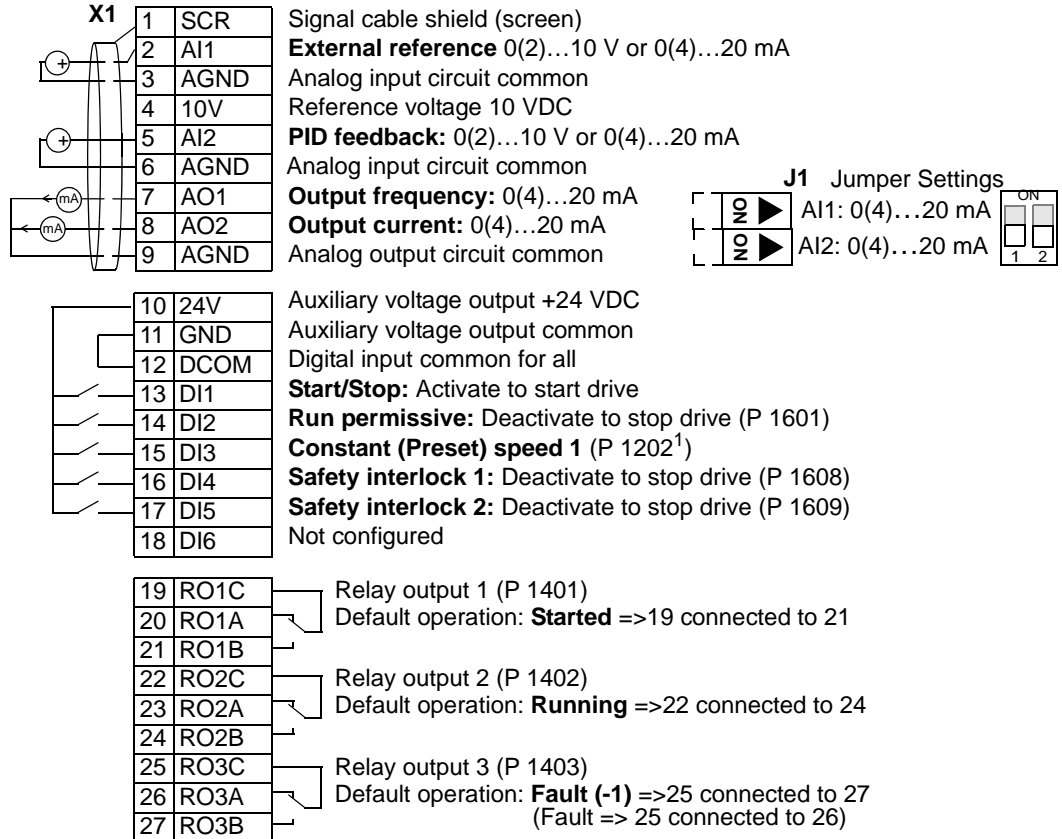 X1
1 SCR Signal cable shield (screen)
2 AI1 External reference 0(2)…10 V or 0(4)…20 mA
3 AGND Analog input circuit common
4 10V Reference voltage 10 VDC
5 AI2 PID feedback: 0(2)…10 V or 0(4)…20 mA
6 AGND Analog input circuit common
7 AO1 Output frequency: 0(4)…20 mA
8 AO2 Output current: 0(4)…20 mA
9 AGND Analog output circuit common
+
+
mA
mA
J1 Jumper Settings
ON AI1: 0(4)…20 mA
ON AI2: 0(4)…20 mA
ON
1 2
10 24V Auxiliary voltage output +24 VDC
11 GND Auxiliary voltage output common
12 DCOM Digital input common for all
13 DI1 Start/Stop: Activate to start drive
14 DI2 Run permissive: Deactivate to stop drive (P 1601)
15 DI3 Constant (Preset) speed 1 (P 1202¹)
16 DI4 Safety interlock 1: Deactivate to stop drive (P 1608)
17 DI5 Safety interlock 2: Deactivate to stop drive (P 1609)
18 DI6 Not configured
19 RO1C Relay output 1 (P 1401)
20 RO1A Default operation: Started =>19 connected to 21
21 RO1B
22 RO2C Relay output 2 (P 1402)
23 RO2A Default operation: Running =>22 connected to 24
24 RO2B
25 RO3C Relay output 3 (P 1403)
26 RO3A Default operation: Fault (-1) =>25 connected to 27
27 RO3B (Fault => 25 connected to 26)